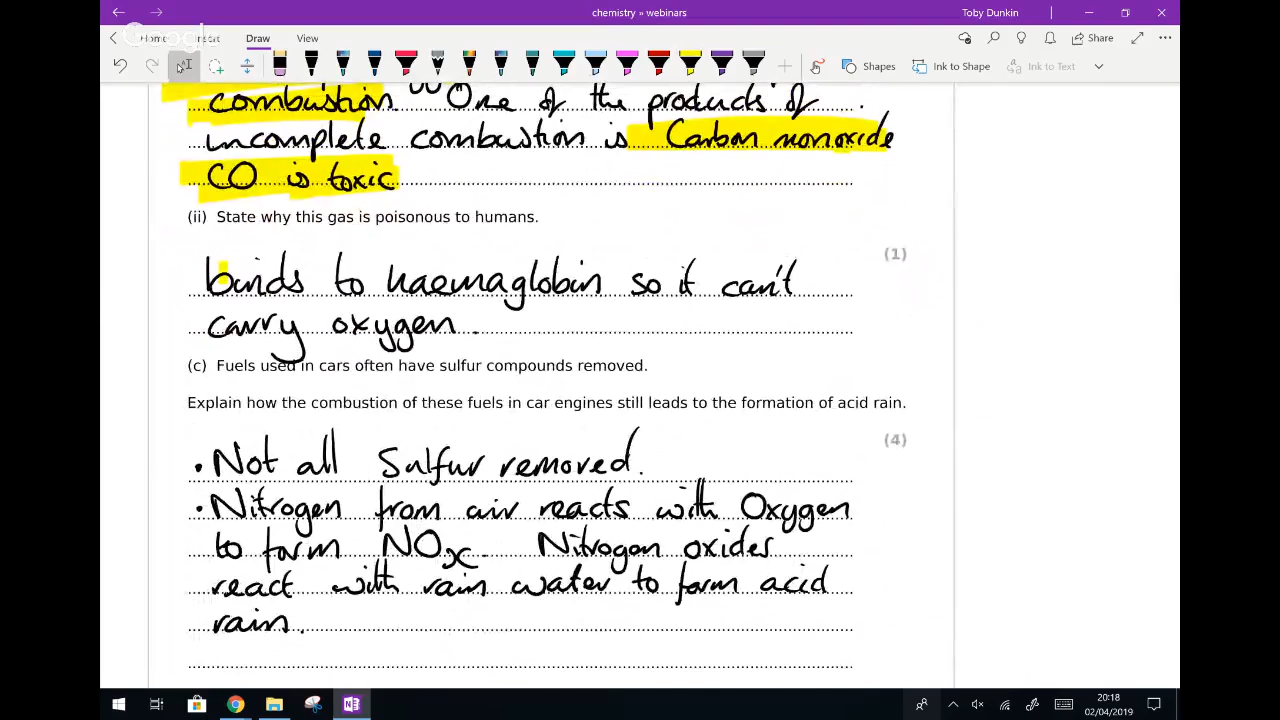 chemistry » webinars
Toby Dunkin
Google
Home Insert Draw View
Shapes Ink to Shape Ink to Text Share
combustion. One of the products of
incomplete combustion is Carbon monoxide
CO is toxic
(ii) State why this gas is poisonous to humans.
(1)
binds to haemaglobin so it can't
carry oxygen.
(c) Fuels used in cars often have sulfur compounds removed.
Explain how the combustion of these fuels in car engines still leads to the formation of acid rain.
(4)
• Not all Sulfur removed.
• Nitrogen from air reacts with Oxygen
to form NOx. Nitrogen oxides
react with rain water to form acid
rain.
20:18
02/04/2019